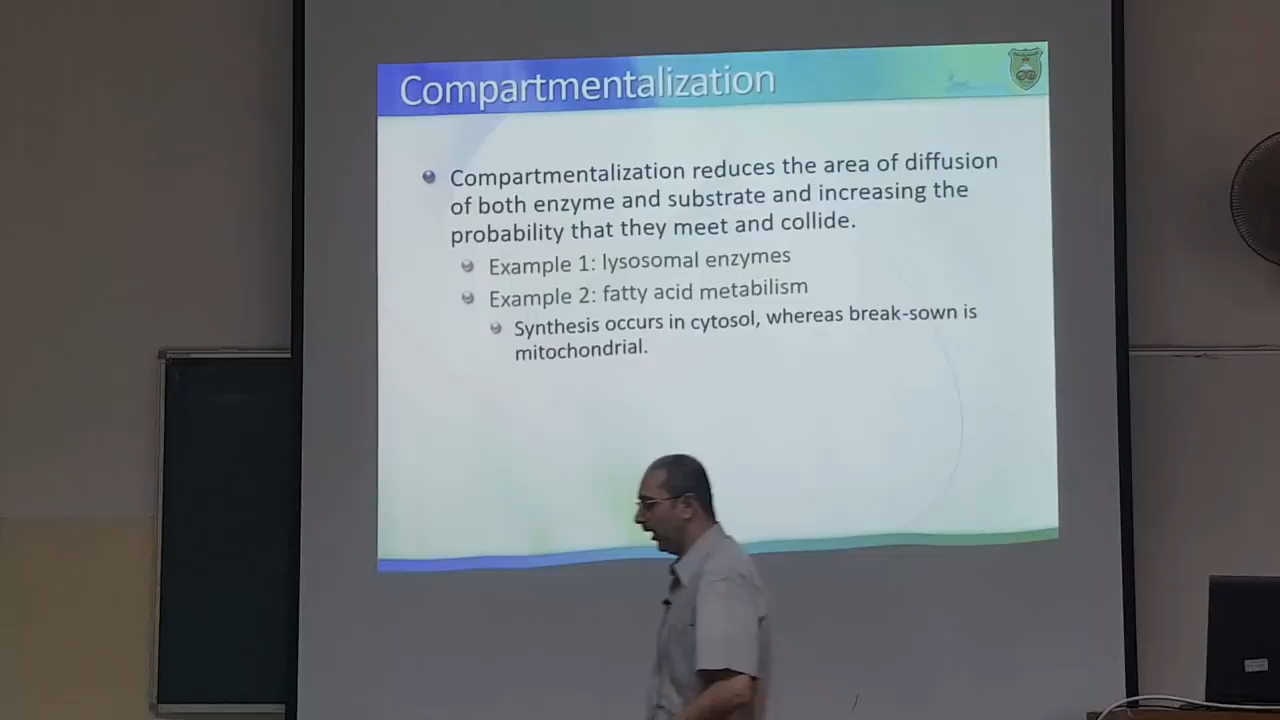 Compartmentalization
Compartmentalization reduces the area of diffusion
of both enzyme and substrate and increasing the
probability that they meet and collide.
Example 1: lysosomal enzymes
Example 2: fatty acid metabilism
Synthesis occurs in cytosol, whereas break-sown is
mitochondrial.